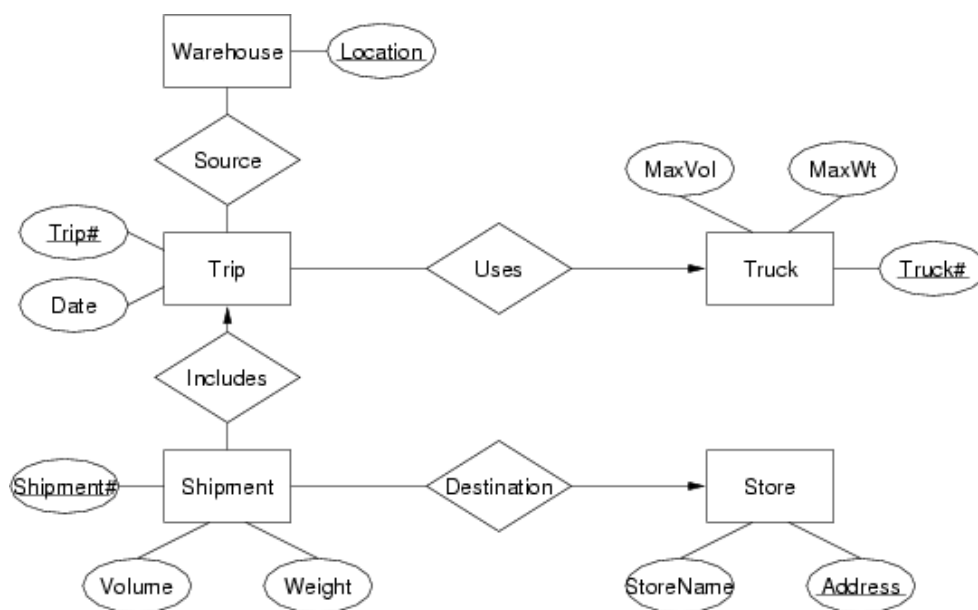 Warehouse
Location
Source
MaxVol
MaxWt
Trip#
Trip
Uses
Truck
Truck#
Date
Includes
Shipment#
Shipment
Destination
Store
Volume
Weight
StoreName
Address